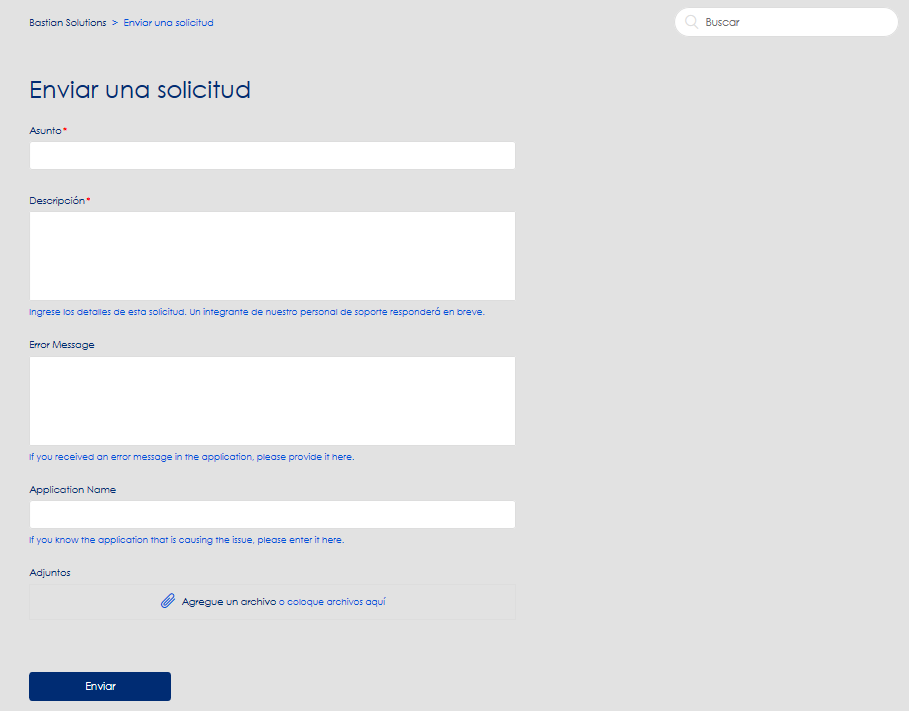 Bastian Solutions > Enviar una solicitud
Buscar
Enviar una solicitud
Asunto*
Descripción*
Ingrese los detalles de esta solicitud. Un integrante de nuestro personal de soporte responderá en breve.
Error Message
If you received an error message in the application, please provide it here.
Application Name
If you know the application that is causing the issue, please enter it here.
Adjuntos
Agregue un archivo o coloque archivos aquí
Enviar